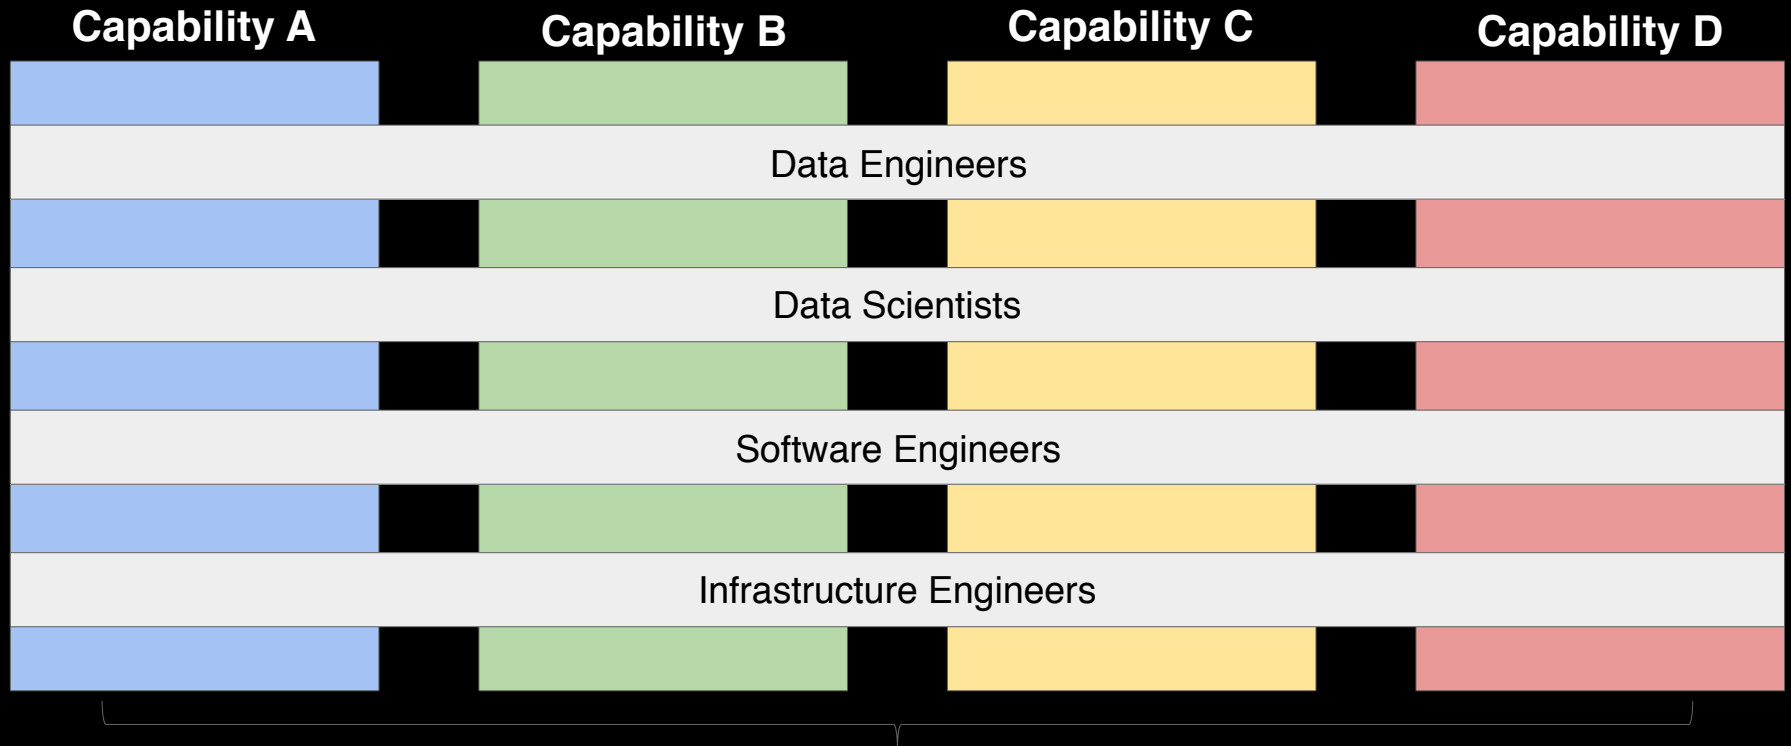 Capability A
Capability B
Capability C
Capability D
Data Engineers
Data Scientists
Software Engineers
Infrastructure Engineers